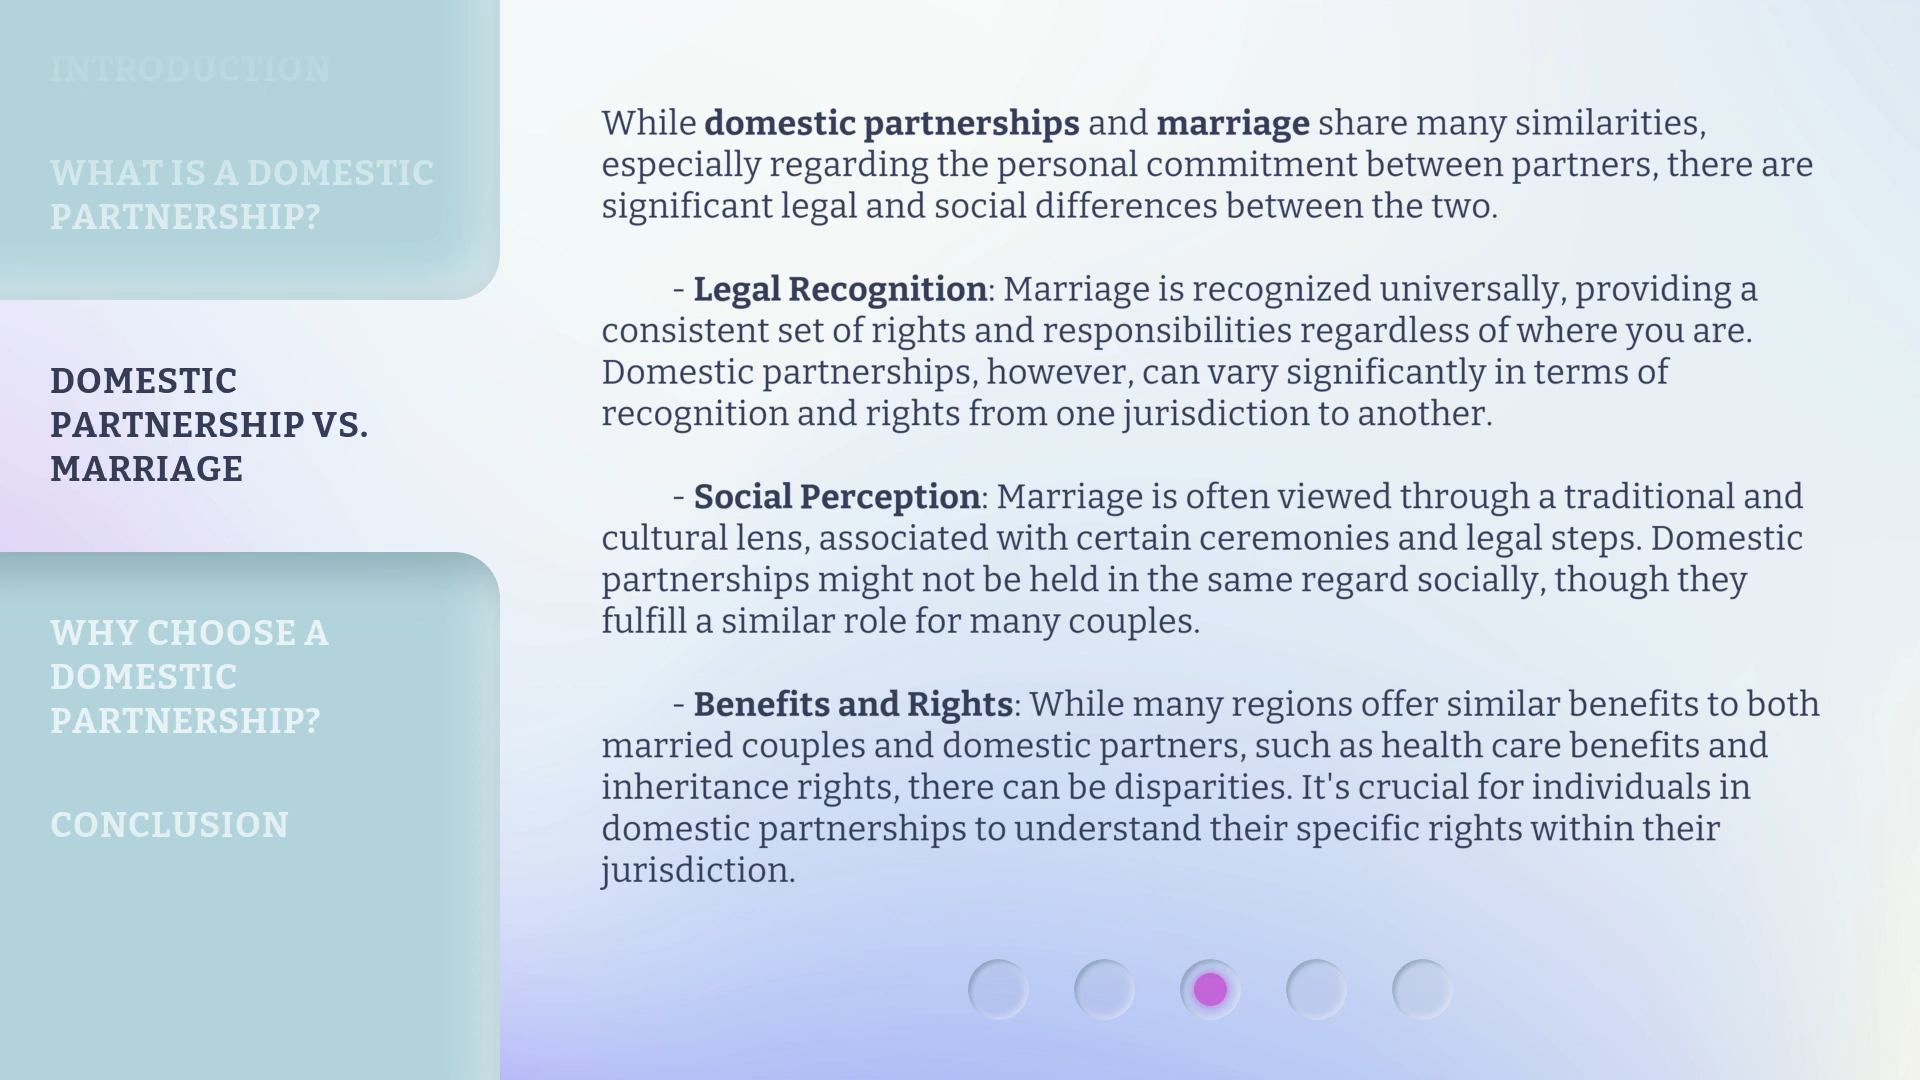 INTRODUCTION
WHAT IS A DOMESTIC
PARTNERSHIP?
DOMESTIC
PARTNERSHIP VS.
MARRIAGE
WHY CHOOSE A
DOMESTIC
PARTNERSHIP?
CONCLUSION
While domestic partnerships and marriage share many similarities,
especially regarding the personal commitment between partners, there are
significant legal and social differences between the two.
- Legal Recognition: Marriage is recognized universally, providing a
consistent set of rights and responsibilities regardless of where you are.
Domestic partnerships, however, can vary significantly in terms of
recognition and rights from one jurisdiction to another.
- Social Perception: Marriage is often viewed through a traditional and
cultural lens, associated with certain ceremonies and legal steps. Domestic
partnerships might not be held in the same regard socially, though they
fulfill a similar role for many couples.
- Benefits and Rights: While many regions offer similar benefits to both
married couples and domestic partners, such as health care benefits and
inheritance rights, there can be disparities. It's crucial for individuals in
domestic partnerships to understand their specific rights within their
jurisdiction.